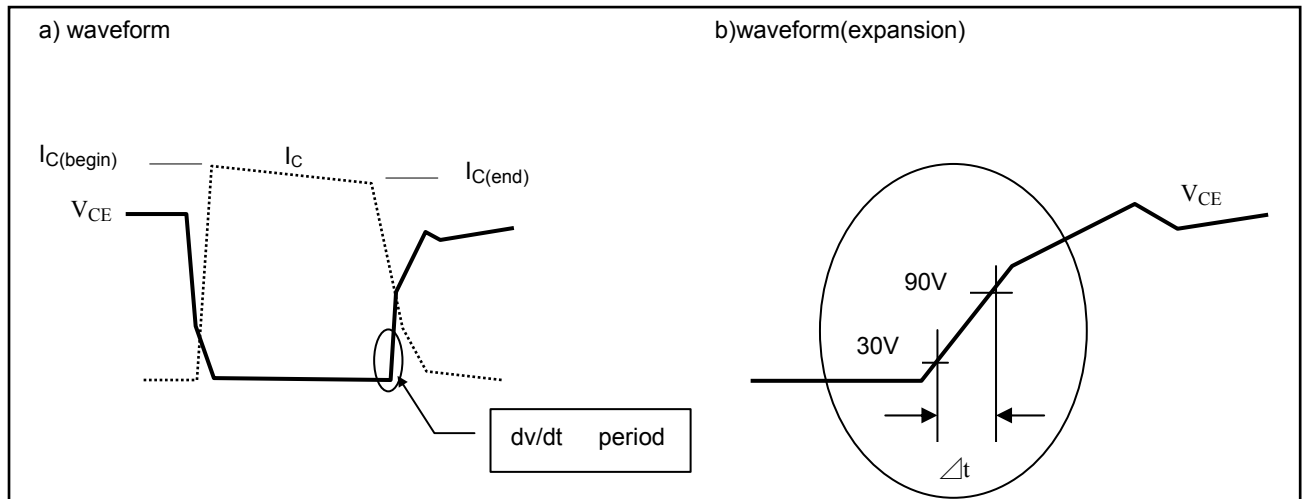 a) waveform
b)waveform(expansion)
IC(begin)
IC
IC(end)
VCE
dv/dt period
VCE
90V
30V
⊿t